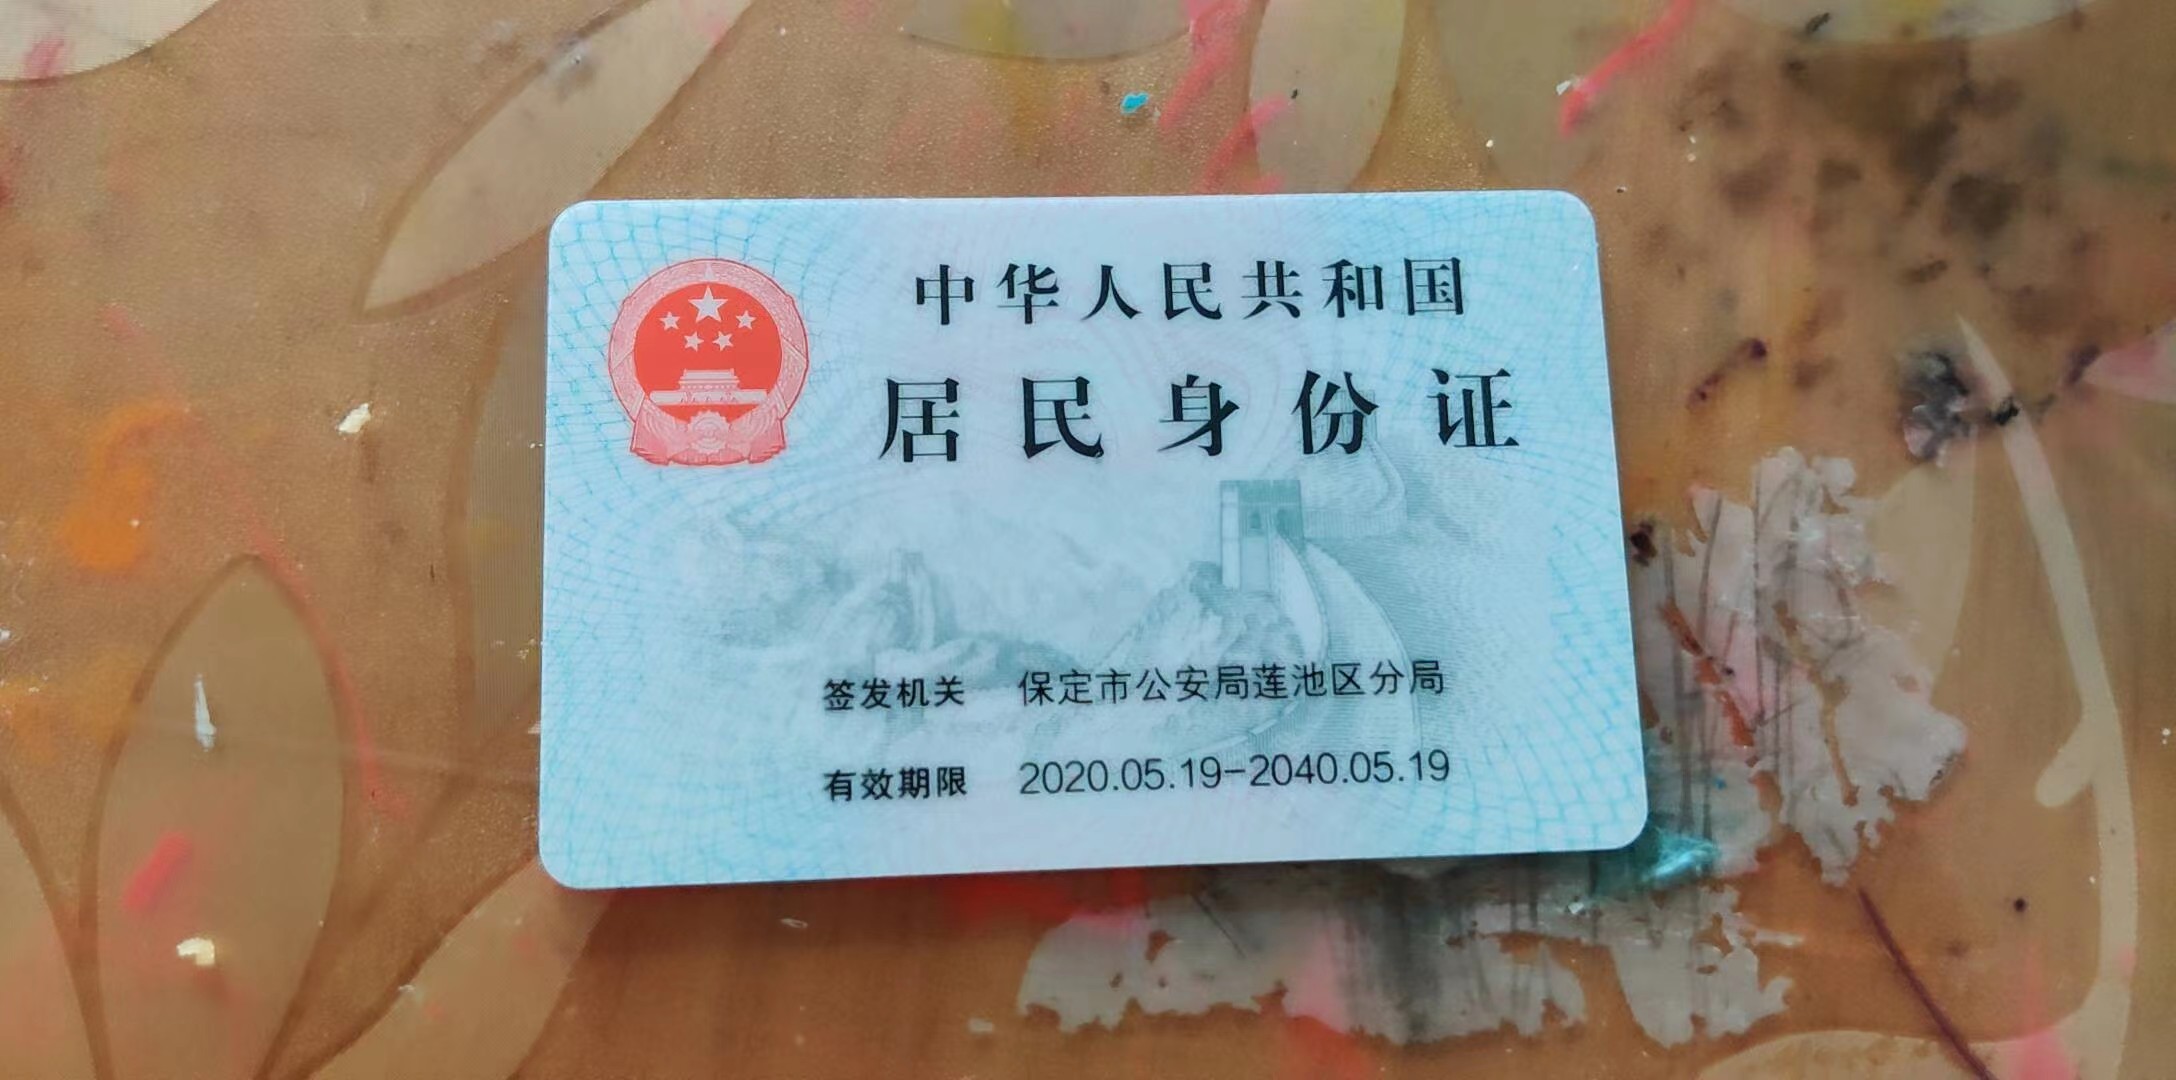 中华人民共和国
居民身份证
签发机关 保定市公安局莲池区分局
有效期限 2020.05.19-2040.05.19